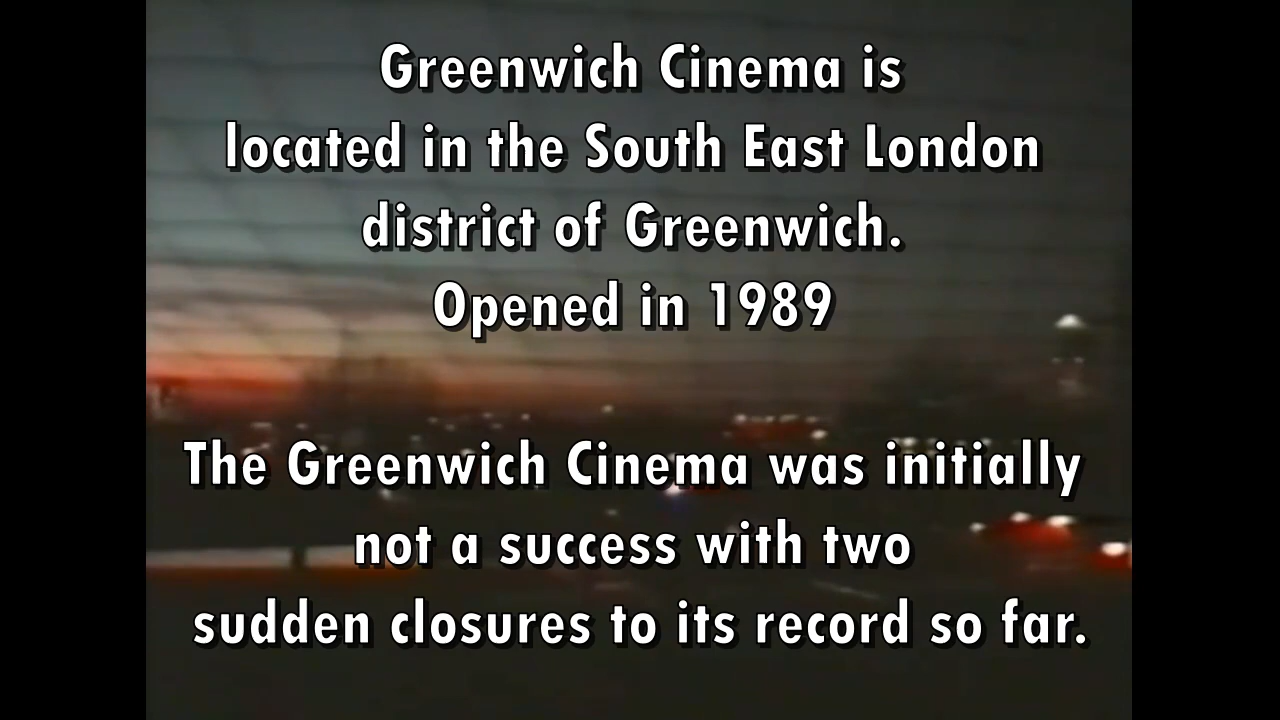 Greenwich Cinema is
located in the South East London
district of Greenwich.
Opened in 1989
The Greenwich Cinema was initially
not a success with two
sudden closures to its record so far.